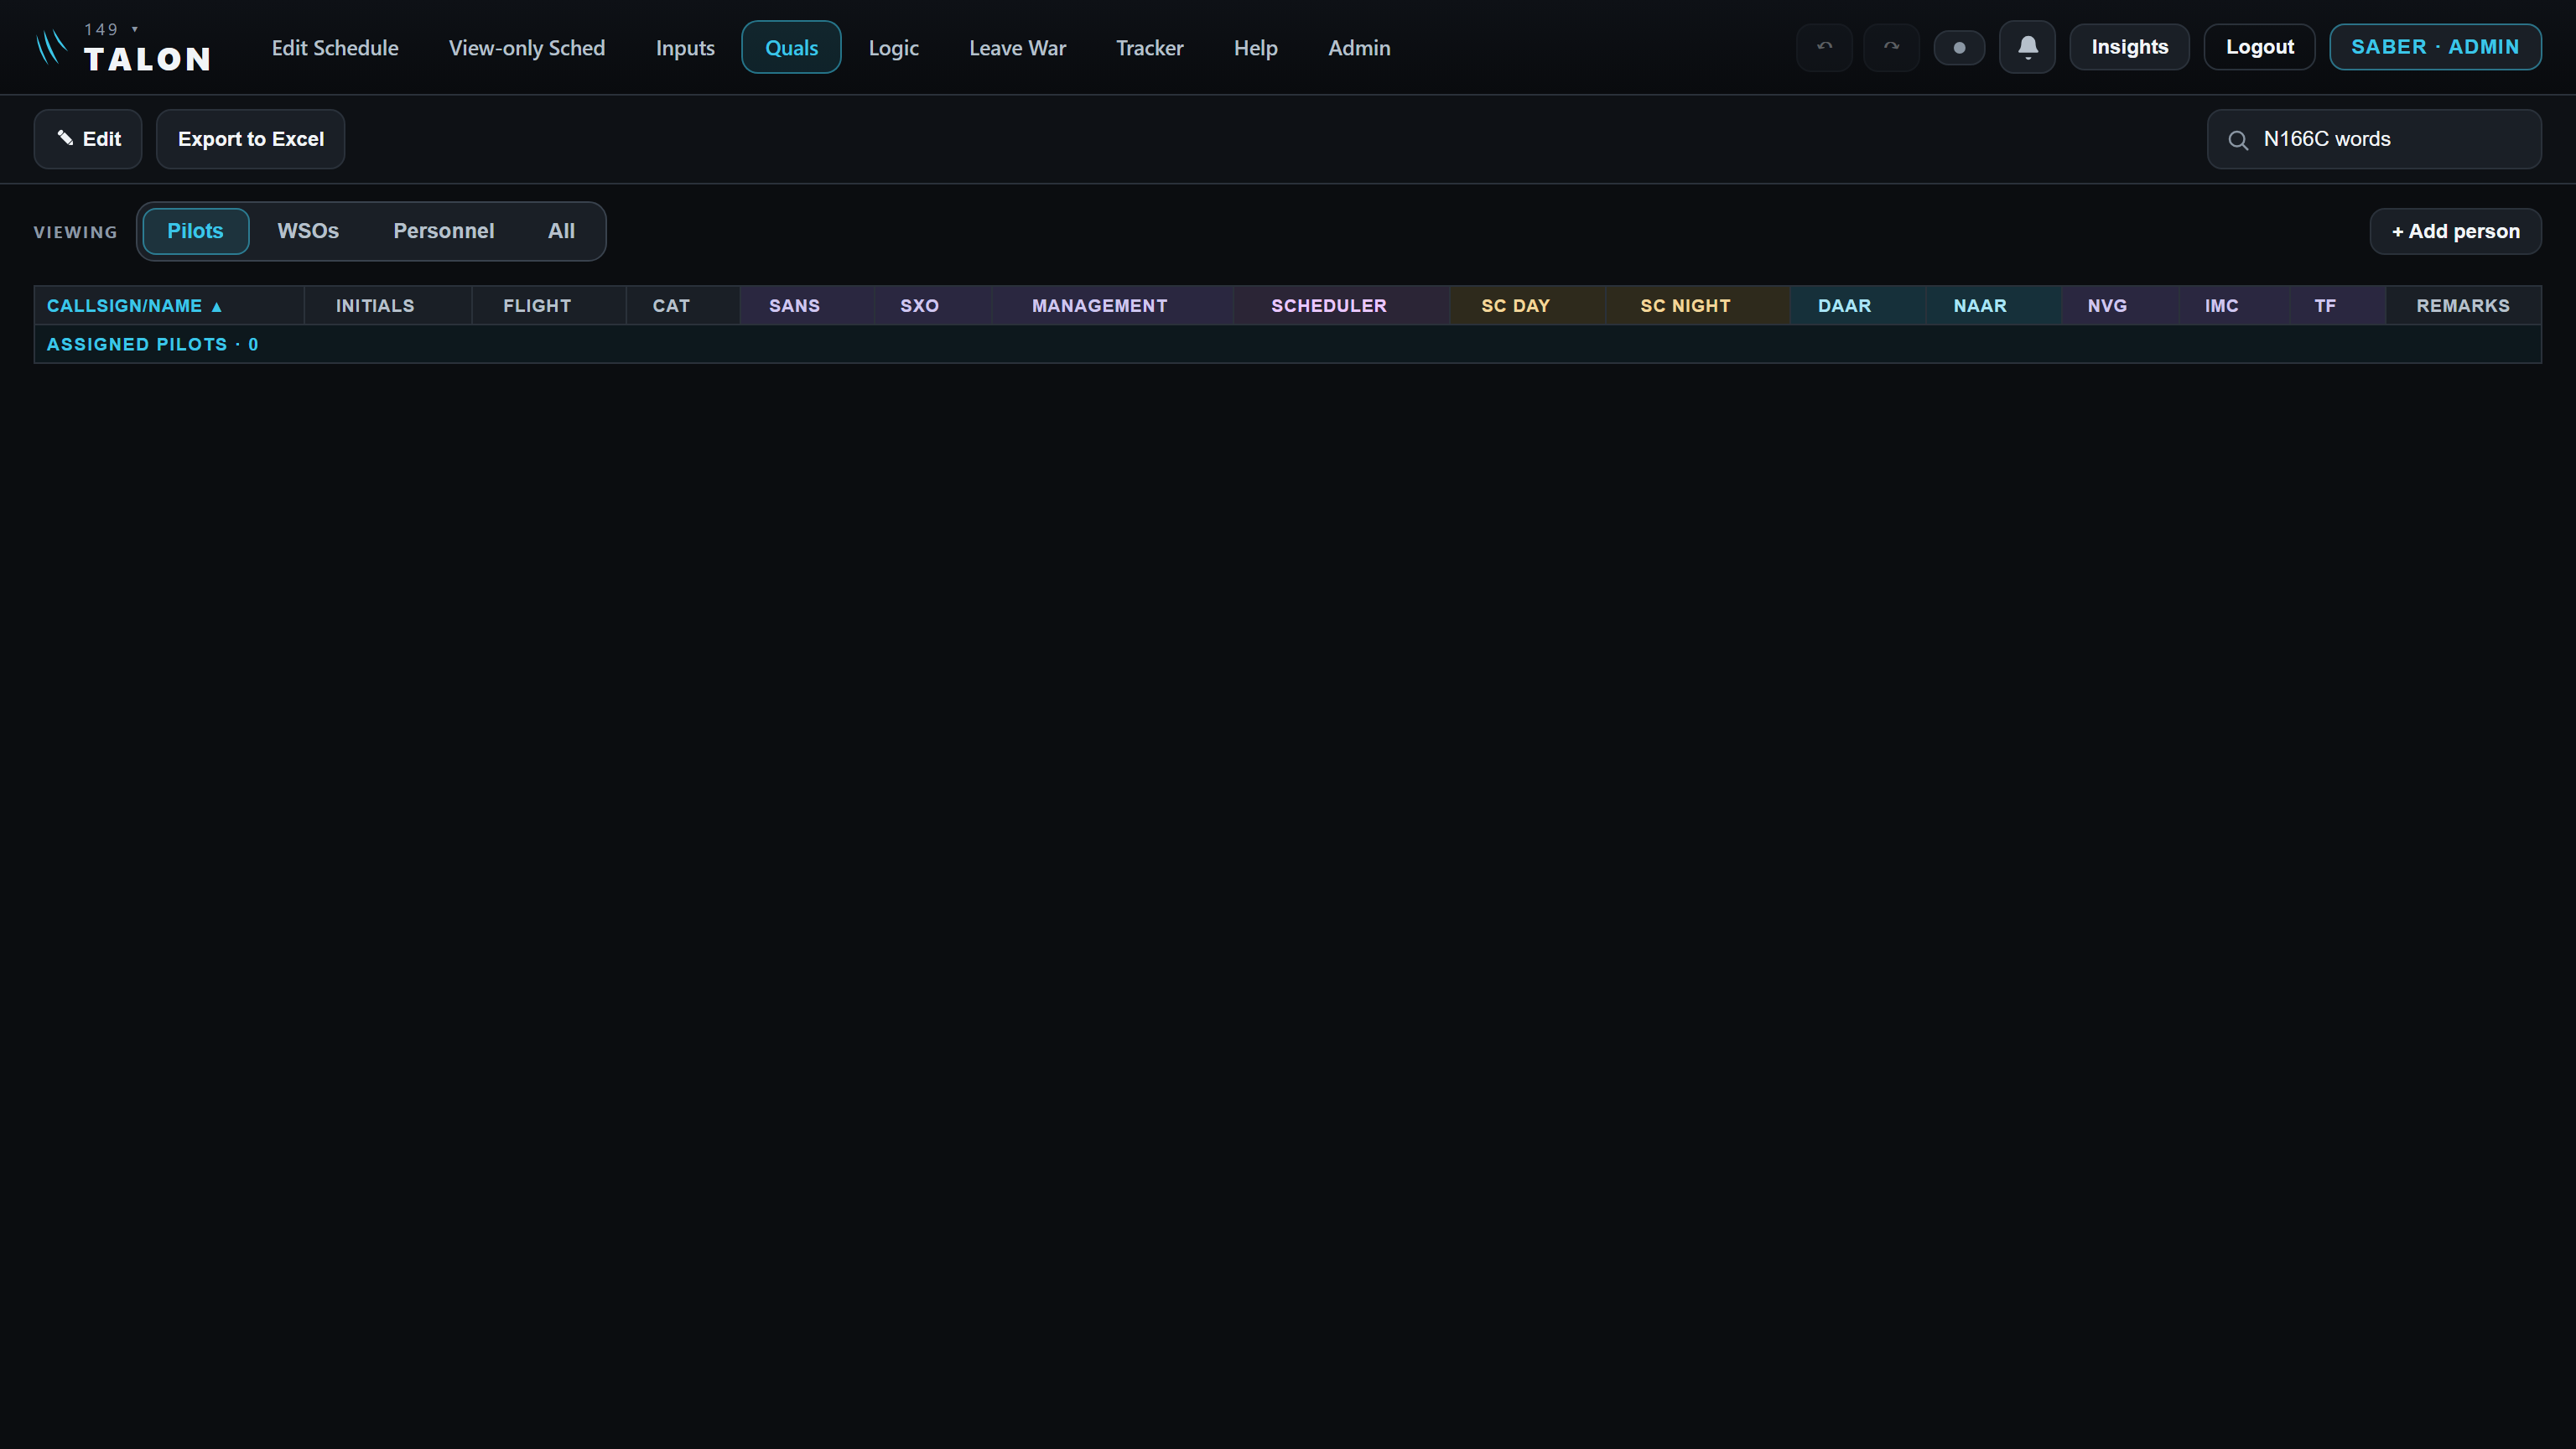 149 ▾
TALON
Edit Schedule View-only Sched Inputs Quals Logic Leave War Tracker Help Admin
Insights Logout SABER · ADMIN
Edit Export to Excel
N166C words
VIEWING Pilots WSOs Personnel All
+ Add person
CALLSIGN/NAME ▲ INITIALS FLIGHT CAT SANS SXO MANAGEMENT SCHEDULER SC DAY SC NIGHT DAAR NAAR NVG IMC TF REMARKS
ASSIGNED PILOTS · 0